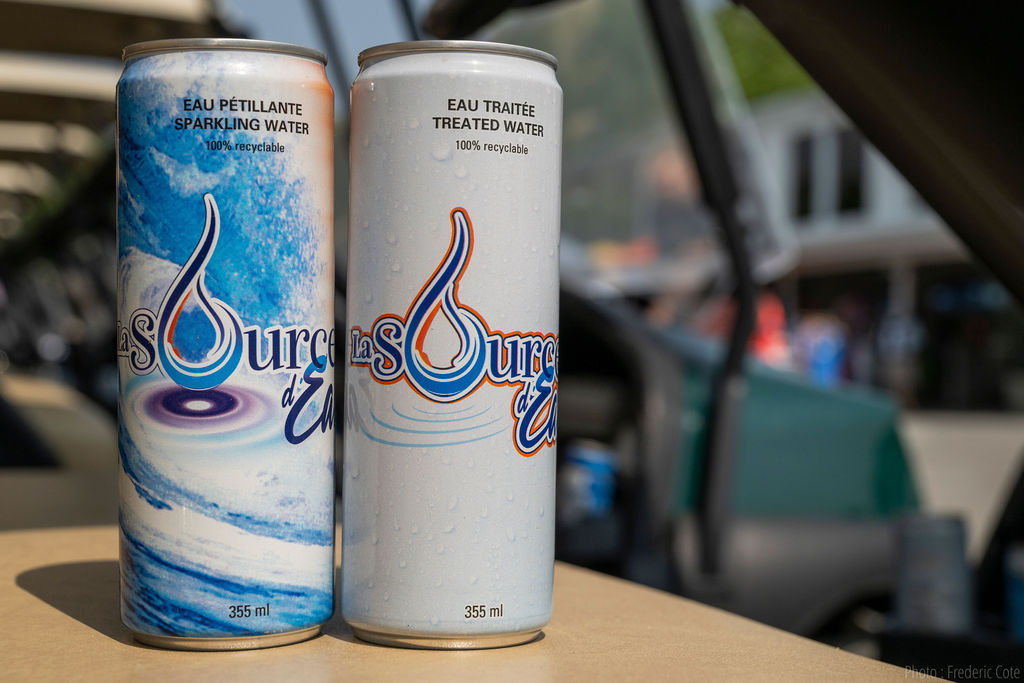 EAU PÉTILLANTE
SPARKLING WATER
100% recyclable
La Source
d'Ea
355 ml
EAU TRAITÉE
TREATED WATER
100% recyclable
La Source
d'Ea
355 ml
Photo : Frederic Cote